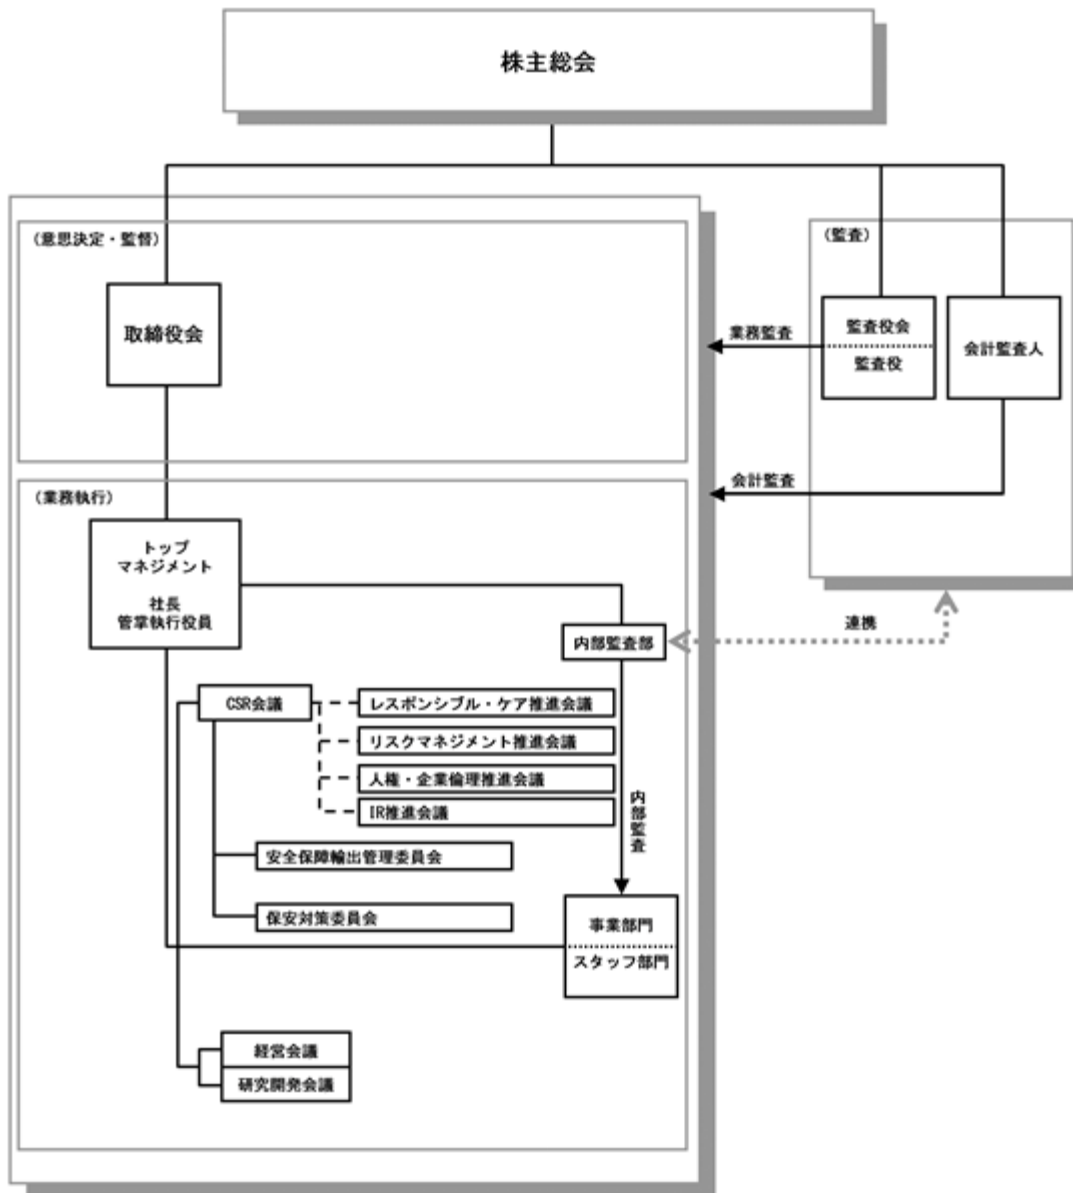 株主総会
（意思決定・監督）
取締役会
（監査）
監査役会
監査役
会計監査人
業務監査
会計監査
（業務執行）
トップ
マネジメント
社長
管掌執行役員
内部監査部
連携
CSR会議
レスポンシブル・ケア推進会議
リスクマネジメント推進会議
人権・企業倫理推進会議
IR推進会議
内部監査
安全保障輸出管理委員会
保安対策委員会
事業部門
スタッフ部門
経営会議
研究開発会議